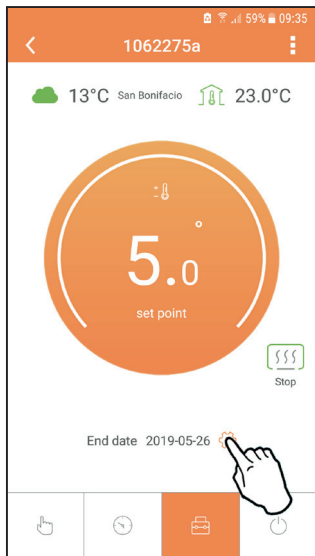 59% 09:35
1062275a
13°C San Bonifacio 23.0°C
5.0°
set point
Stop
End date 2019-05-26